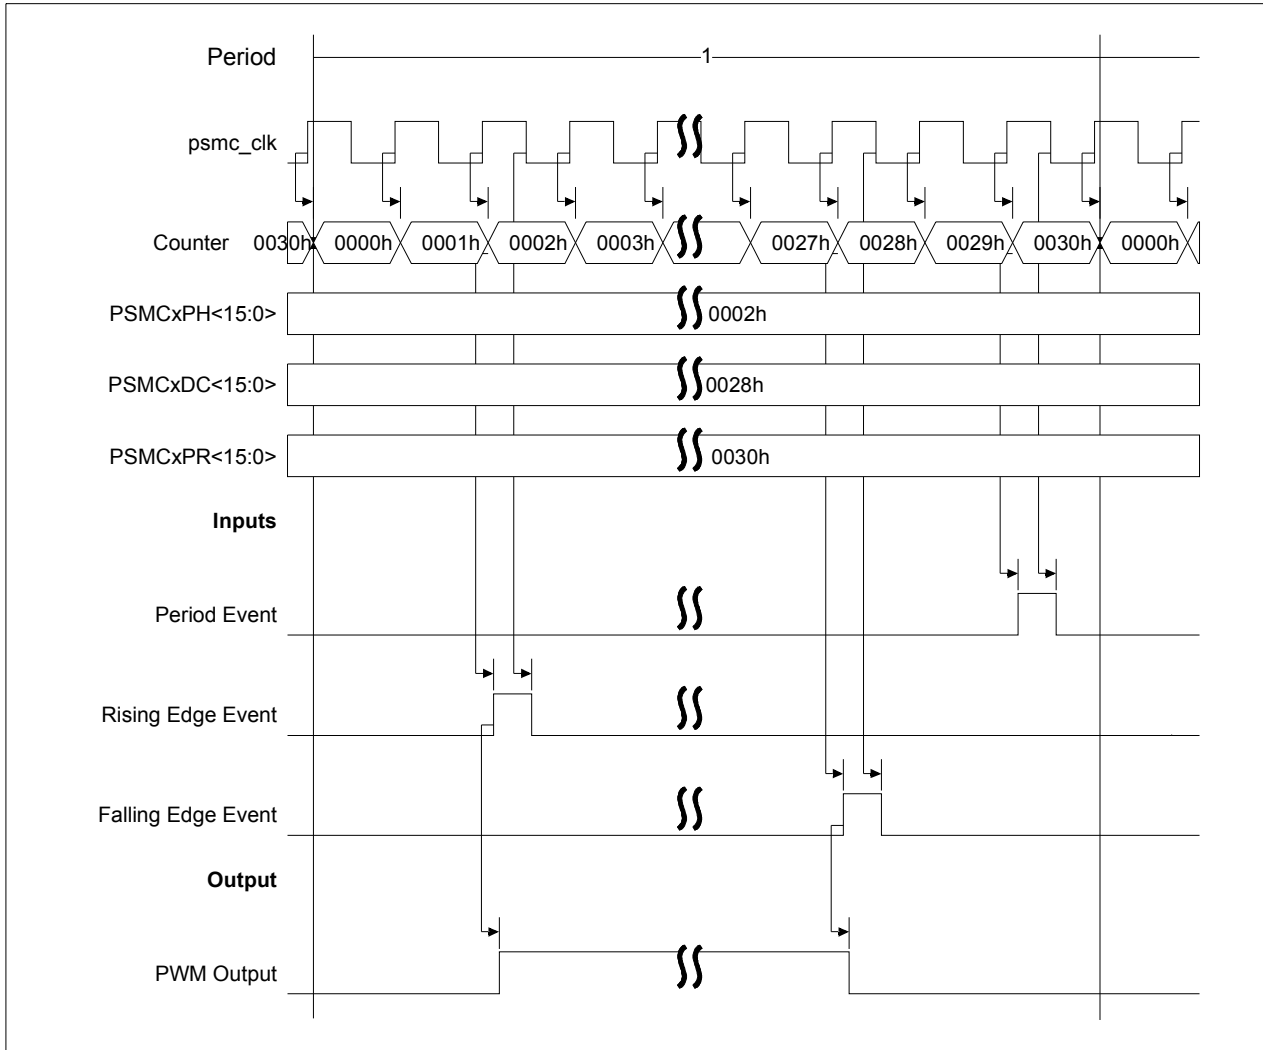 Period 1
psmc_clk
Counter 0030h 0000h 0001h 0002h 0003h 0027h 0028h 0029h 0030h 0000h
PSMCxPH<15:0> 0002h
PSMCxDC<15:0> 0028h
PSMCxPR<15:0> 0030h
Inputs
Period Event
Rising Edge Event
Falling Edge Event
Output
PWM Output